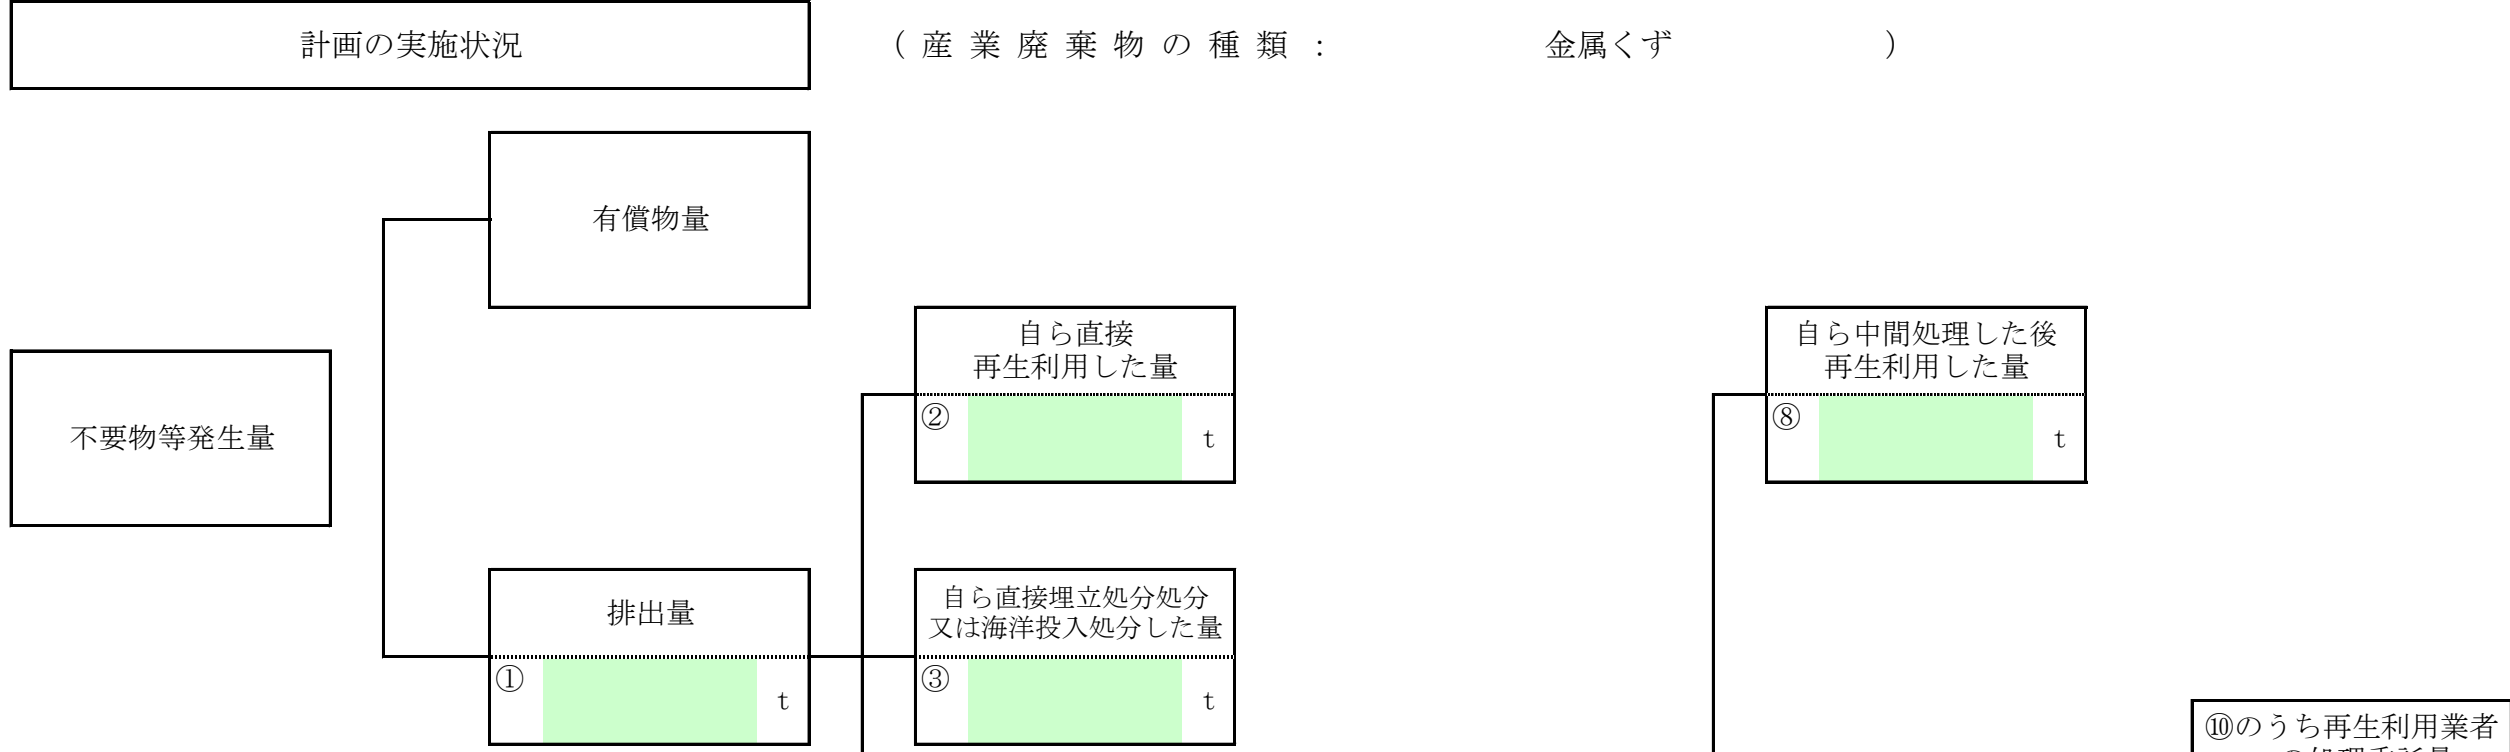 計画の実施状況
（産業廃棄物の種類： 金属くず ）
有償物量
自ら直接
再生利用した量
② t
自ら中間処理した後
再生利用した量
⑧ t
不要物等発生量
排出量
① t
自ら直接埋立処分処分
又は海洋投入処分した量
③ t
⑩のうち再生利用業者